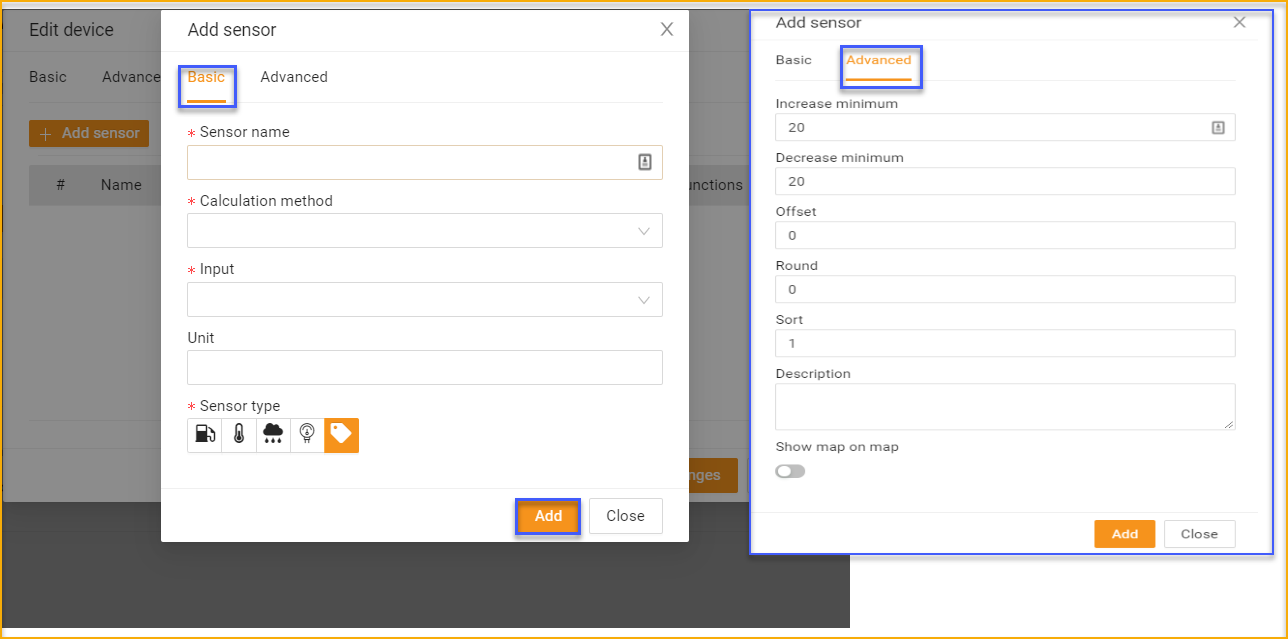 Edit device
Basic
Advance
+ Add sensor
#
Name
unctions
nges
Add sensor
Basic
Advanced
* Sensor name
* Calculation method
* Input
Unit
* Sensor type
Add
Close
Add sensor
Basic
Advanced
Increase minimum
20
Decrease minimum
20
Offset
0
Round
0
Sort
1
Description
Show map on map
Add
Close